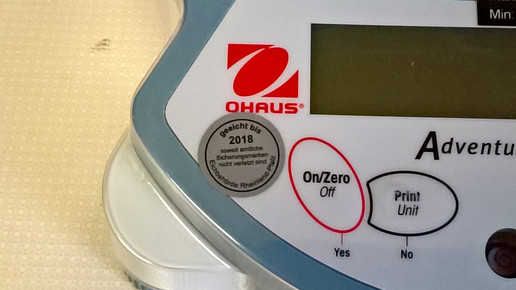 Min:
OHAUS®
geeicht bis
2018
soweit amtliche
Sicherungsmarken
nicht verletzt sind
Eichbehörde Rheinland-Pfalz
Adventu
On/Zero
Off
Print
Unit
Yes
No